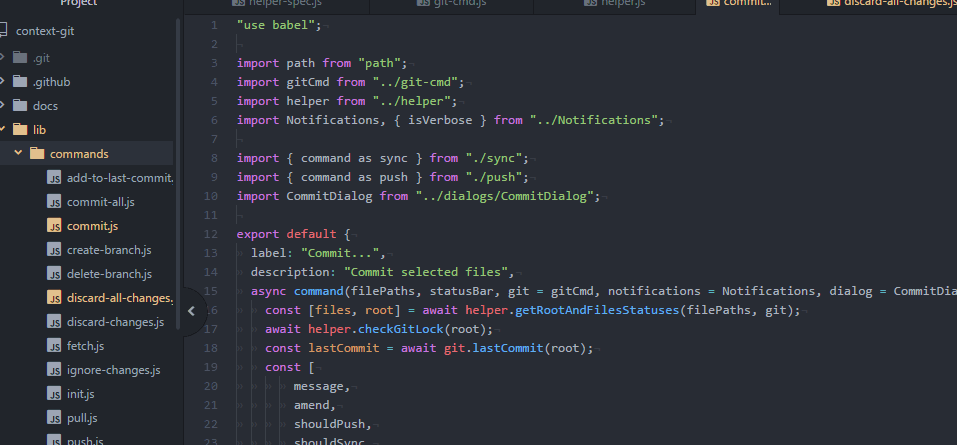 Project
helper-spec.js
git-cmd.js
helper.js
commit...
discard-all-changes.js
context-git
.git
.github
docs
lib
commands
add-to-last-commit.
commit-all.js
commit.js
create-branch.js
delete-branch.js
discard-all-changes.
discard-changes.js
fetch.js
ignore-changes.js
init.js
pull.js
push.js
1 "use babel";
2
3 import path from "path";
4 import gitCmd from "../git-cmd";
5 import helper from "../helper";
6 import Notifications, { isVerbose } from "../Notifications";
7
8 import { command as sync } from "./sync";
9 import { command as push } from "./push";
10 import CommitDialog from "../dialogs/CommitDialog";
11
12 export default {
13 label: "Commit...",
14 description: "Commit selected files",
15 async command(filePaths, statusBar, git = gitCmd, notifications = Notifications, dialog = CommitDia
16 const [files, root] = await helper.getRootAndFilesStatuses(filePaths, git);
17 await helper.checkGitLock(root);
18 const lastCommit = await git.lastCommit(root);
19 const [
20 message,
21 amend,
22 shouldPush,
23 shouldSync,